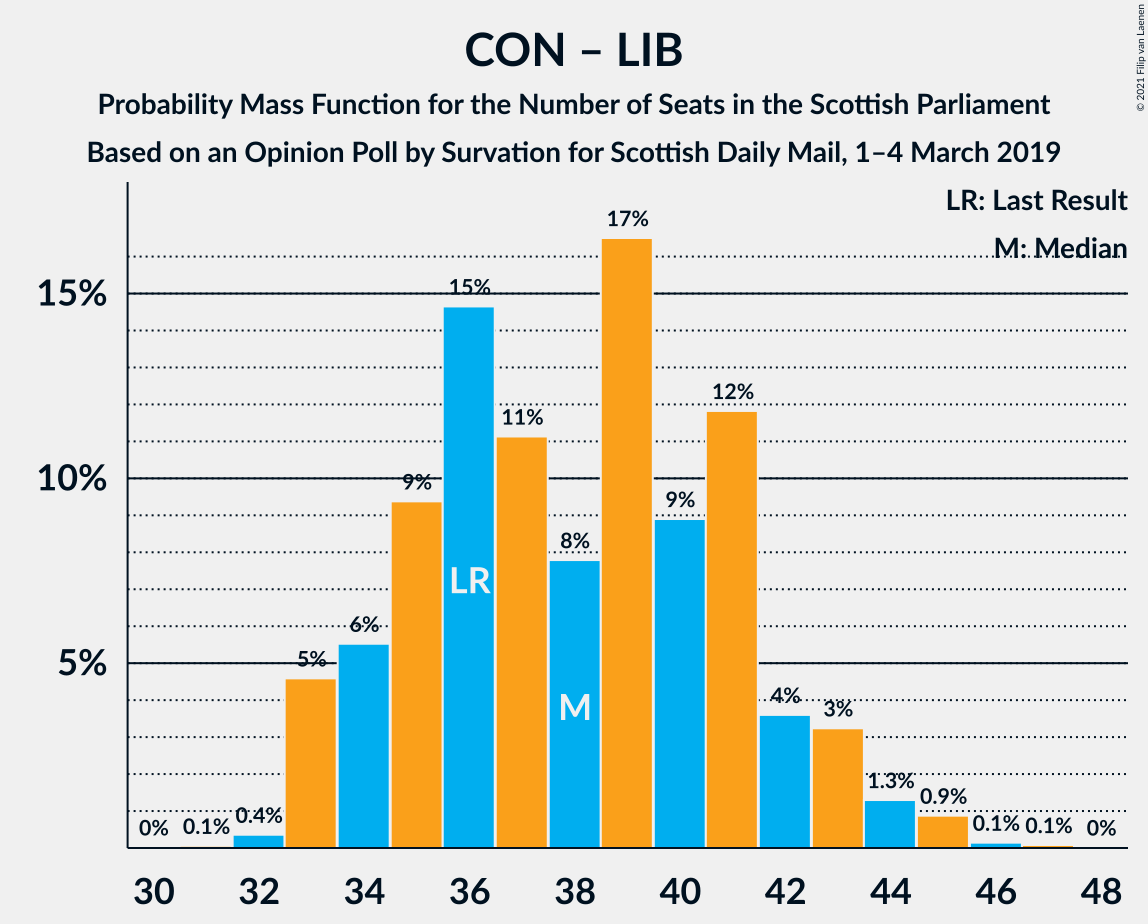 CON – LIB
Probability Mass Function for the Number of Seats in the Scottish Parliament
Based on an Opinion Poll by Survation for Scottish Daily Mail, 1–4 March 2019
© 2021 Filip van Laenen
LR: Last Result
M: Median
15%
10%
5%
0%
0.1%
0.4%
5%
6%
9%
15%
11%
8%
17%
9%
12%
4%
3%
1.3%
0.9%
0.1%
0.1%
0%
LR
M
30 32 34 36 38 40 42 44 46 48